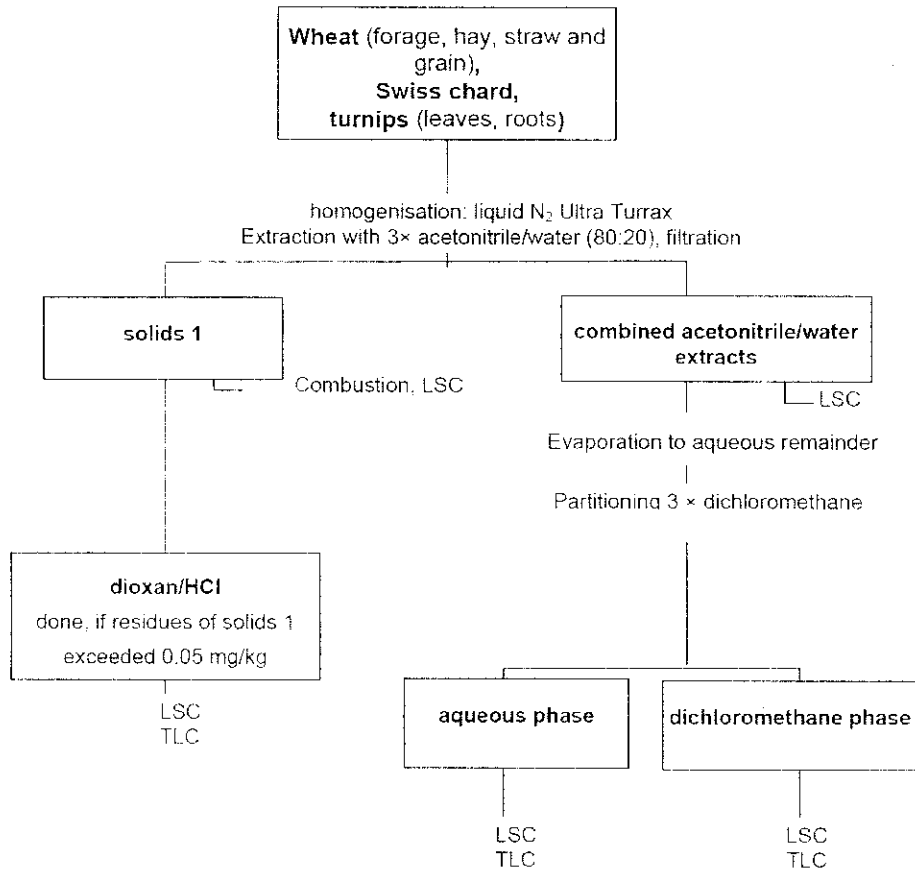 Wheat (forage, hay, straw and
grain),
Swiss chard,
turnips (leaves, roots)
homogenisation: liquid N₂ Ultra Turrax
Extraction with 3× acetonitrile/water (80:20), filtration
solids 1
combined acetonitrile/water
extracts
Combustion, LSC
LSC
Evaporation to aqueous remainder
Partitioning 3 × dichloromethane
dioxan/HCl
done, if residues of solids 1
exceeded 0.05 mg/kg
LSC
TLC
aqueous phase
dichloromethane phase
LSC
TLC
LSC
TLC